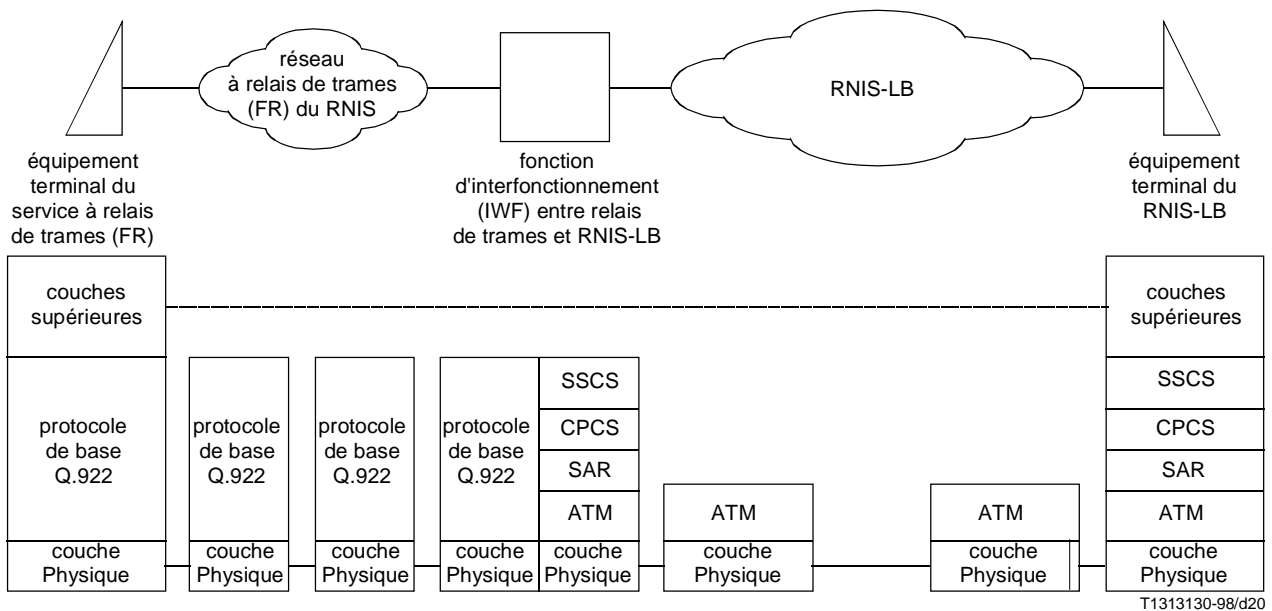 réseau
à relais de trames
(FR) du RNIS
RNIS-LB
équipement
terminal du
service à relais
de trames (FR)
fonction
d'interfonctionnement
(IWF) entre relais
de trames et RNIS-LB
équipement
terminal du
RNIS-LB
couches
supérieures
couches
supérieures
protocole
de base
Q.922
protocole
de base
Q.922
protocole
de base
Q.922
protocole
de base
Q.922
SSCS
CPCS
SAR
ATM
ATM
ATM
SSCS
CPCS
SAR
ATM
couche
Physique
couche
Physique
couche
Physique
couche
Physique
couche
Physique
couche
Physique
couche
Physique
couche
Physique
T1313130-98/d20